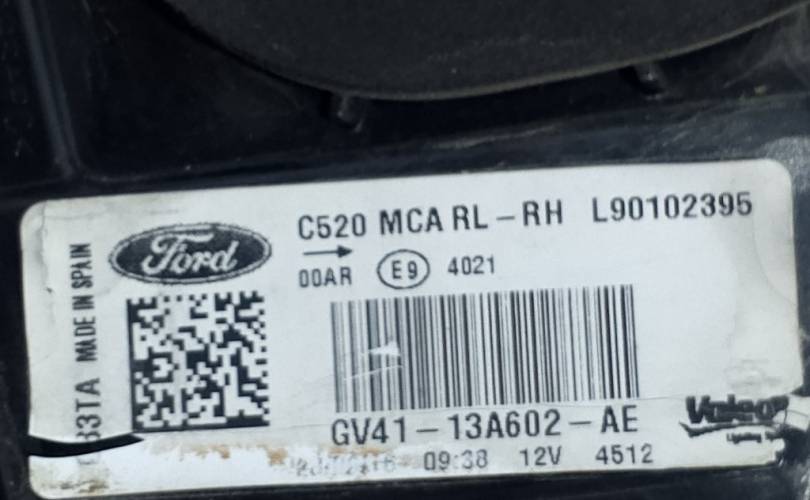 C520 MCA RL-RH L90102395
Ford
00AR E9 4021
MADE IN SPAIN
GV41-13A602-AE
Valeo
09:38 12V 4512